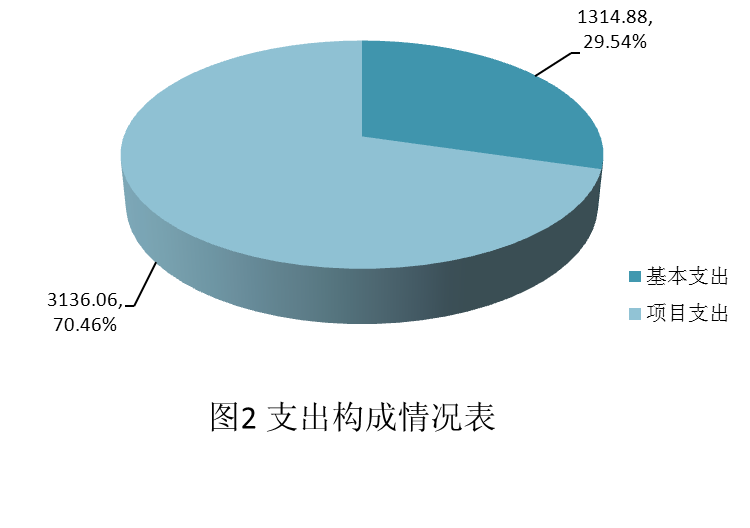 1314.88,
29.54%
3136.06,
70.46%
基本支出
项目支出
图2 支出构成情况表